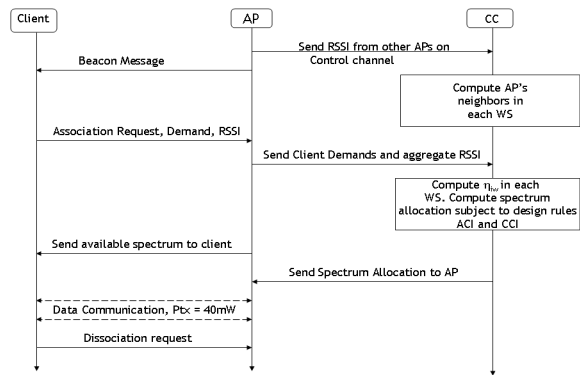 Client
AP
CC
Send RSSI from other APs on
Control channel
Beacon Message
Compute AP's
neighbors in
each WS
Association Request, Demand, RSSI
Send Client Demands and aggregate RSSI
Compute ηiw in each
WS. Compute spectrum
allocation subject to design rules
ACI and CCI
Send available spectrum to client
Send Spectrum Allocation to AP
Data Communication, Ptx = 40mW
Dissociation request